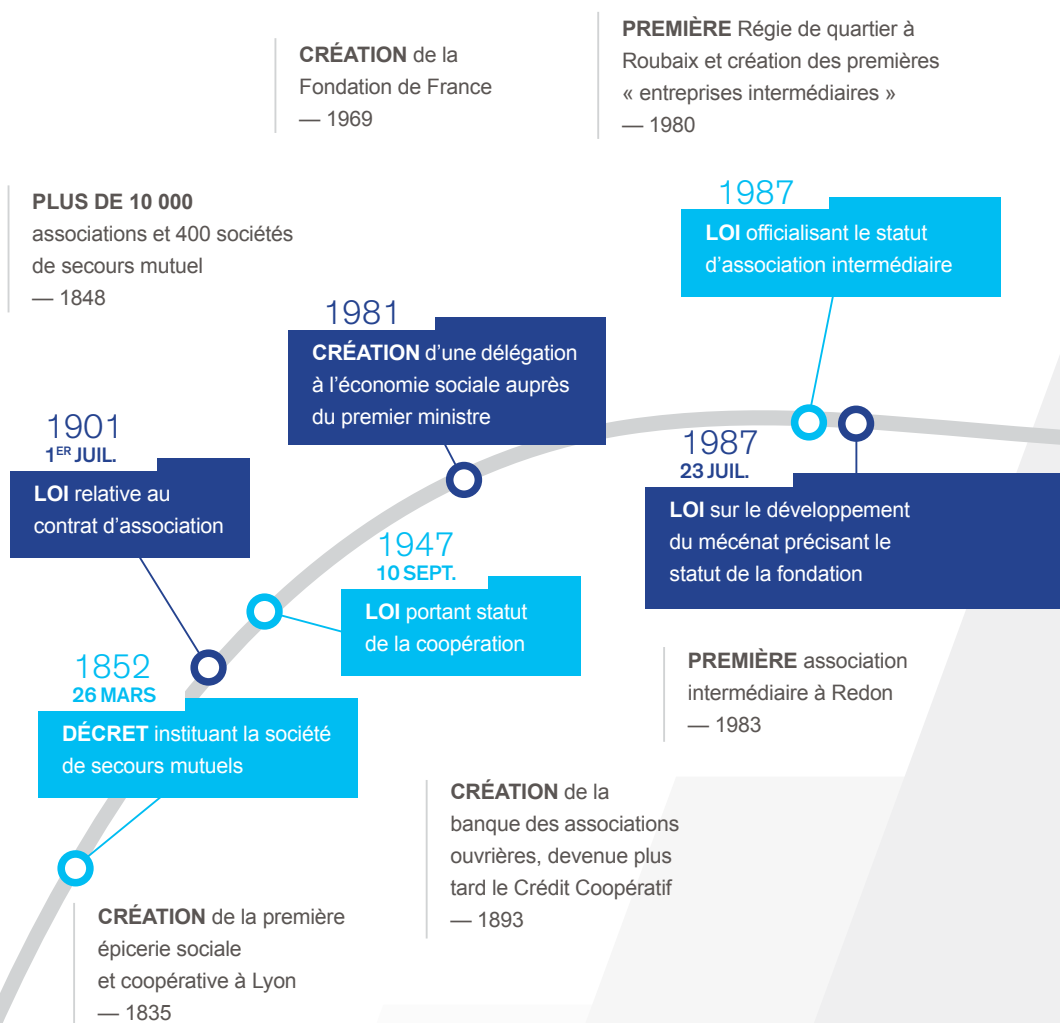 PREMIÈRE Régie de quartier à
Roubaix et création des premières
« entreprises intermédiaires »
— 1980
CRÉATION de la
Fondation de France
— 1969
PLUS DE 10 000
associations et 400 sociétés
de secours mutuel
— 1848
1987
LOI officialisant le statut
d’association intermédiaire
1981
CRÉATION d’une délégation
à l’économie sociale auprès
du premier ministre
1901
1ER JUIL.
LOI relative au
contrat d’association
1987
23 JUIL.
LOI sur le développement
du mécénat précisant le
statut de la fondation
1947
10 SEPT.
LOI portant statut
de la coopération
1852
26 MARS
DÉCRET instituant la société
de secours mutuels
PREMIÈRE association
intermédiaire à Redon
— 1983
CRÉATION de la
banque des associations
ouvrières, devenue plus
tard le Crédit Coopératif
— 1893
CRÉATION de la première
épicerie sociale
et coopérative à Lyon
— 1835